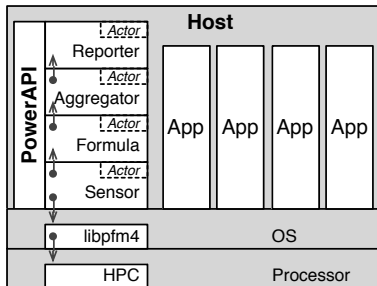 Host
PowerAPI
Actor
Reporter
Actor
Aggregator
Actor
Formula
Actor
Sensor
App
App
App
App
libpfm4
OS
HPC
Processor